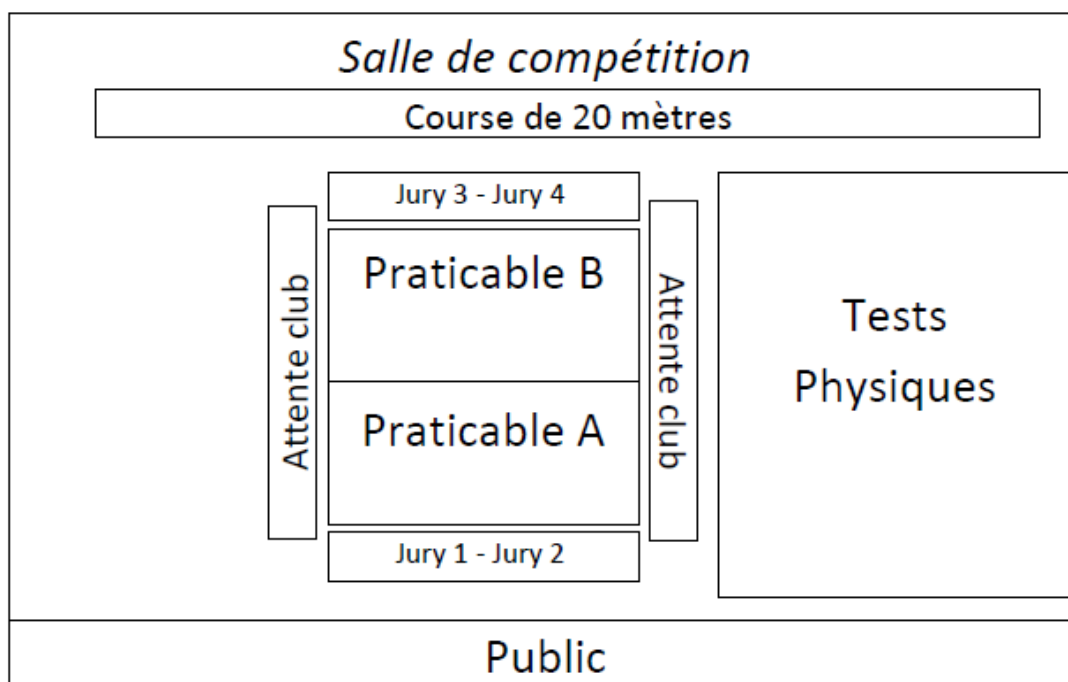 Salle de compétition
Course de 20 mètres
Jury 3 - Jury 4
Attente club
Praticable B
Attente club
Tests
Physiques
Praticable A
Jury 1 - Jury 2
Public